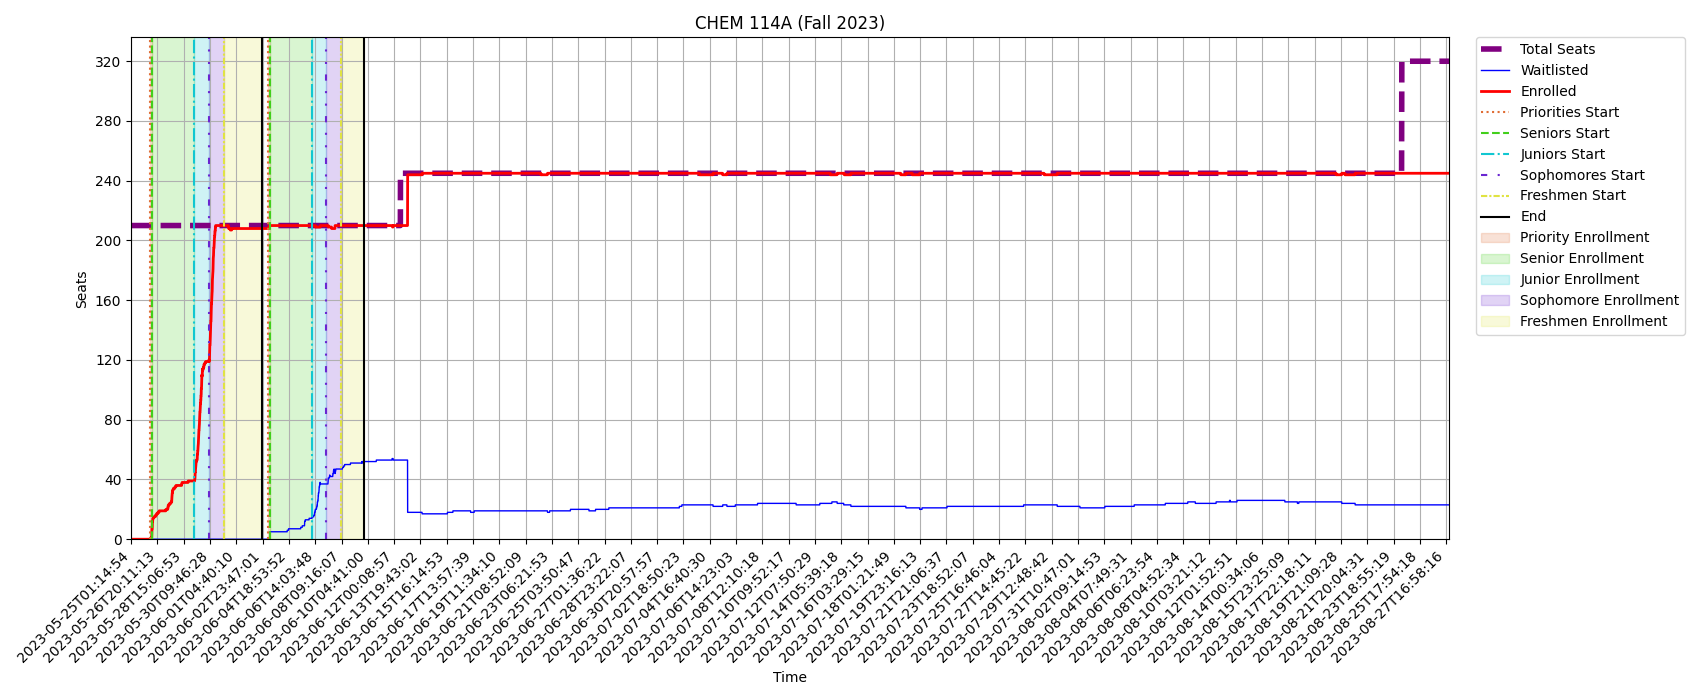 CHEM 114A (Fall 2023)
Seats
320
280
240
200
160
120
80
40
0
2023-05-25T01:14:54
2023-05-26T20:11:13
2023-05-28T15:06:53
2023-05-30T09:46:28
2023-06-01T04:40:16
2023-06-02T23:47:01
2023-06-04T18:53:52
2023-06-06T14:03:48
2023-06-08T09:16:07
2023-06-10T04:41:00
2023-06-12T00:08:57
2023-06-13T19:43:02
2023-06-15T16:14:53
2023-06-17T13:57:39
2023-06-19T11:34:10
2023-06-21T08:52:09
2023-06-23T06:21:53
2023-06-25T03:50:47
2023-06-27T01:36:22
2023-06-28T23:22:07
2023-06-30T20:57:57
2023-07-02T18:50:23
2023-07-04T16:40:30
2023-07-06T14:23:03
2023-07-08T12:10:18
2023-07-10T09:52:17
2023-07-12T07:50:29
2023-07-14T05:39:18
2023-07-16T03:29:15
2023-07-18T01:21:49
2023-07-19T23:16:13
2023-07-21T21:06:37
2023-07-23T18:52:07
2023-07-25T16:46:04
2023-07-27T14:45:22
2023-07-29T12:48:42
2023-07-31T10:47:01
2023-08-02T09:14:53
2023-08-04T07:49:31
2023-08-06T06:23:54
2023-08-08T04:52:34
2023-08-10T03:21:12
2023-08-12T01:52:51
2023-08-14T00:34:06
2023-08-15T23:25:09
2023-08-17T22:18:11
2023-08-19T21:09:28
2023-08-21T20:04:31
2023-08-23T18:55:19
2023-08-25T17:54:18
2023-08-27T16:58:16
Time
Total Seats
Waitlisted
Enrolled
Priorities Start
Seniors Start
Juniors Start
Sophomores Start
Freshmen Start
End
Priority Enrollment
Senior Enrollment
Junior Enrollment
Sophomore Enrollment
Freshmen Enrollment